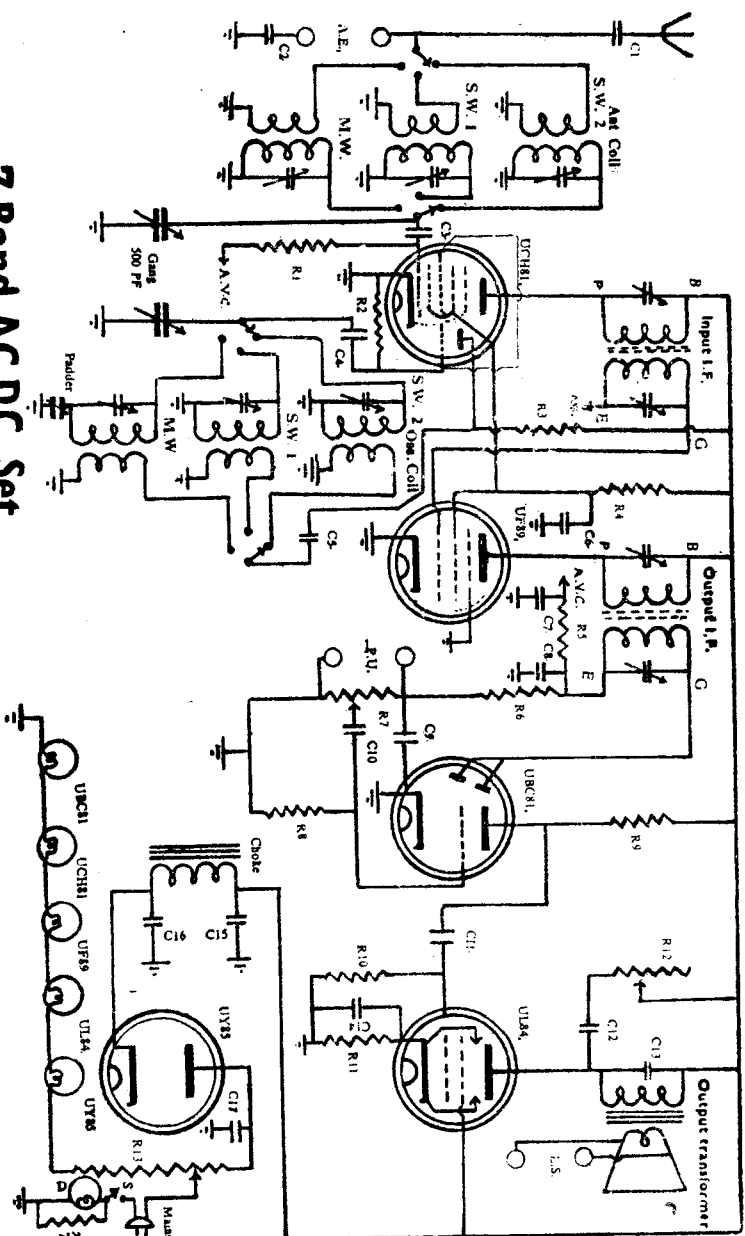 C1
A.E.,
C2
Ant Coil
S.W. 2
S.W. 1
M.W.
Gang
500 PF
C3
R1
A.V.C.
UCH81,
R2
C4
B
P
Input I.F.
E
G
R3
S.W. 2 Osc. Coil
S.W. 1
M.W
Padder
C5
R4
C6
UF89,
B
P
Output I.F.
E
G
A.V.C.
R5
C7
C8
R6
P.U.
R7
C9
C10
R8
UBC81,
R9
C11
R10
C14
R11
UL84,
R12
C12
C13
Output transformer
L.S.
Choke
C16
C15
UY85
C17
R13
S
D
Mains
UBC81
UCH81
UF89
UL84
UY85
Band AC DC Set